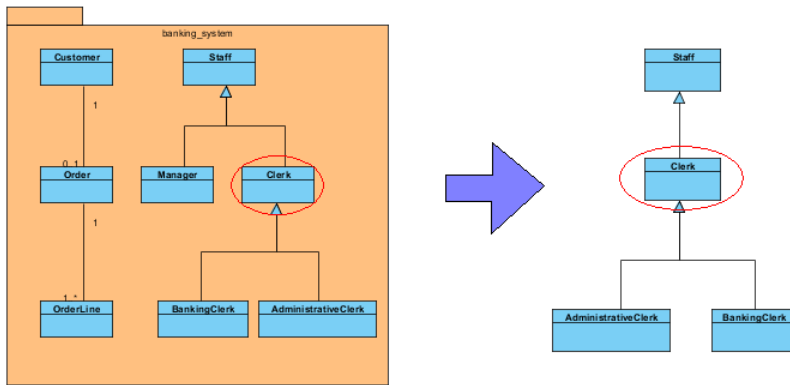 banking_system
Customer
Staff
1
0..1
Order
Manager
Clerk
1
1..*
OrderLine
BankingClerk
AdministrativeClerk
Staff
Clerk
AdministrativeClerk
BankingClerk